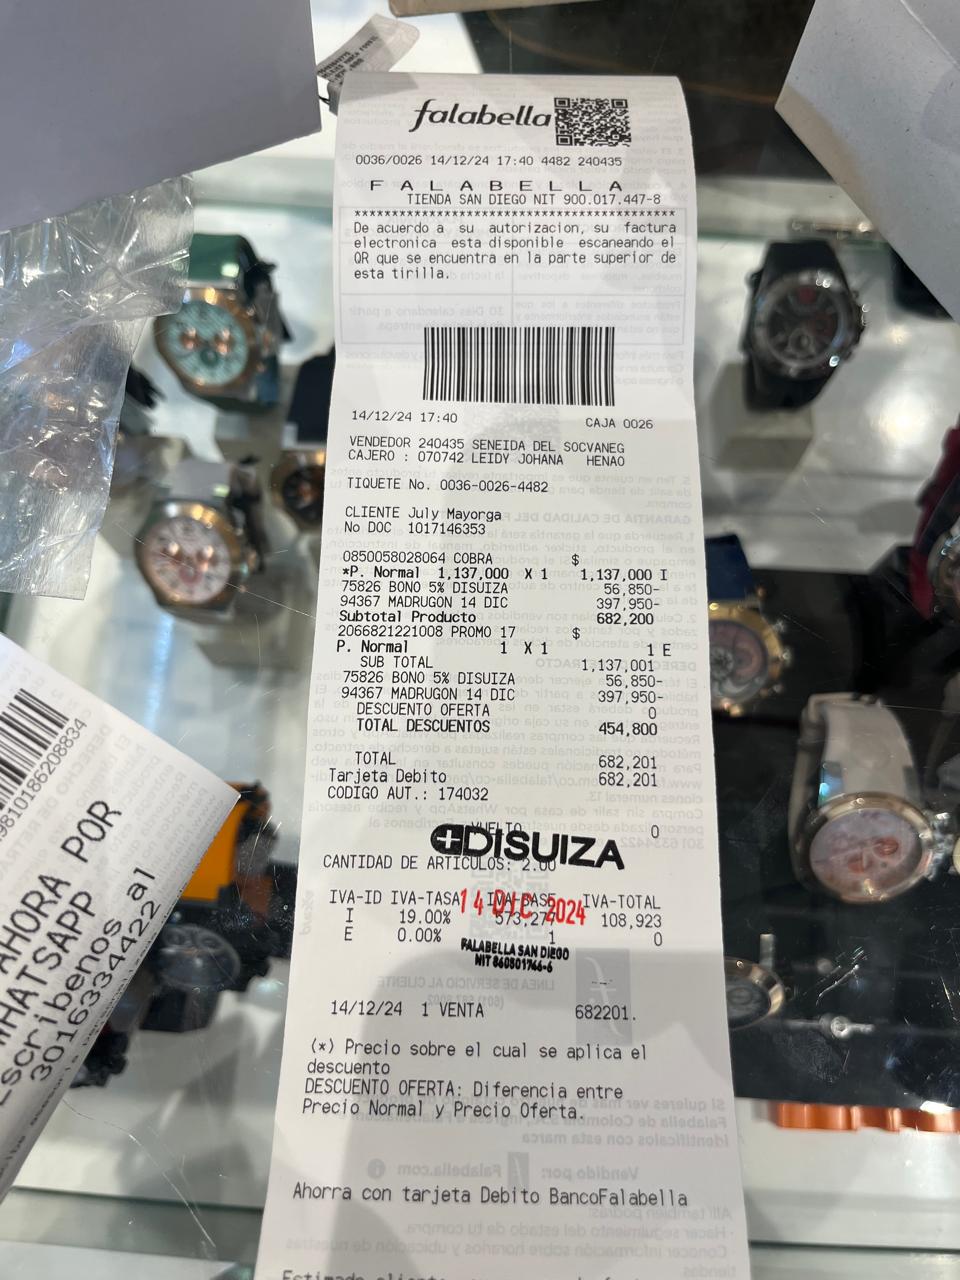 falabella
0036/0026 14/12/24 17:40 4482 240435
F A L A B E L L A
TIENDA SAN DIEGO NIT 900.017.447-8
****************************************************
De acuerdo a su autorizacion, su factura
electronica esta disponible escaneando el
QR que se encuentra en la parte superior de
esta tirilla.
14/12/24 17:40 CAJA 0026
VENDEDOR 240435 SENEIDA DEL SOCVANEG
CAJERO : 070742 LEIDY JOHANA HENAO
TIQUETE No. 0036-0026-4482
CLIENTE July Mayorga
No DOC 1017146353
0850058028064 COBRA $
*P. Normal 1,137,000 X 1 1,137,000 I
75826 BONO 5% DISUIZA 56,850-
94367 MADRUGON 14 DIC 397,950-
Subtotal Producto 682,200
2066821221008 PROMO 17 $
P. Normal 1 X 1 1 E
SUB TOTAL 1,137,001
75826 BONO 5% DISUIZA 56,850-
94367 MADRUGON 14 DIC 397,950-
DESCUENTO OFERTA 0
TOTAL DESCUENTOS 454,800
TOTAL 682,201
Tarjeta Debito 682,201
CODIGO AUT.: 174032
VUELTO 0
DISUIZA
CANTIDAD DE ARTICULOS: 2.00
IVA-ID IVA-TASA IVA-BASE IVA-TOTAL
14 DIC 2024
I 19.00% 573,277 108,923
E 0.00% 1 0
FALABELLA SAN DIEGO
NIT 860501766-6
14/12/24 1 VENTA 682201.
(*) Precio sobre el cual se aplica el
descuento
DESCUENTO OFERTA: Diferencia entre
Precio Normal y Precio Oferta.
Ahorra con tarjeta Debito BancoFalabella
AHORA POR
WHATSAPP
Escribenos al
3016334422